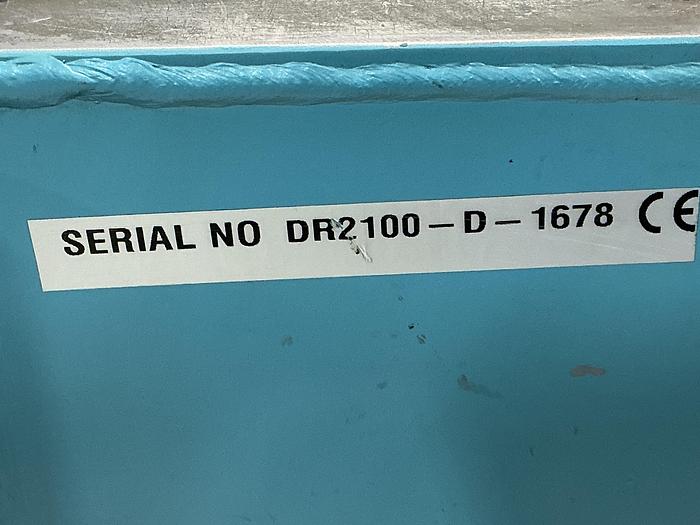 SERIAL NO DR2100-D-1678 CE